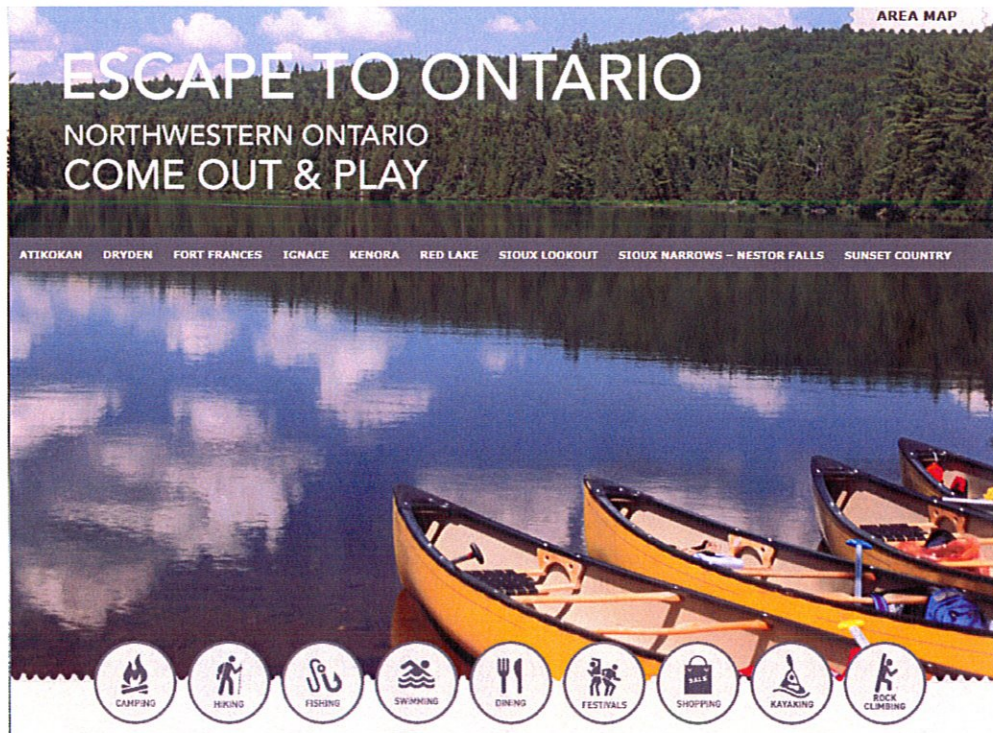 AREA MAP
ESCAPE TO ONTARIO
NORTHWESTERN ONTARIO
COME OUT & PLAY
ATIKOKAN DRYDEN FORT FRANCES IGNACE KENORA RED LAKE SIOUX LOOKOUT SIOUX NARROWS – NESTOR FALLS SUNSET COUNTRY
SALE
CAMPING HIKING FISHING SWIMMING DINING FESTIVALS SHOPPING KAYAKING ROCK
CLIMBING